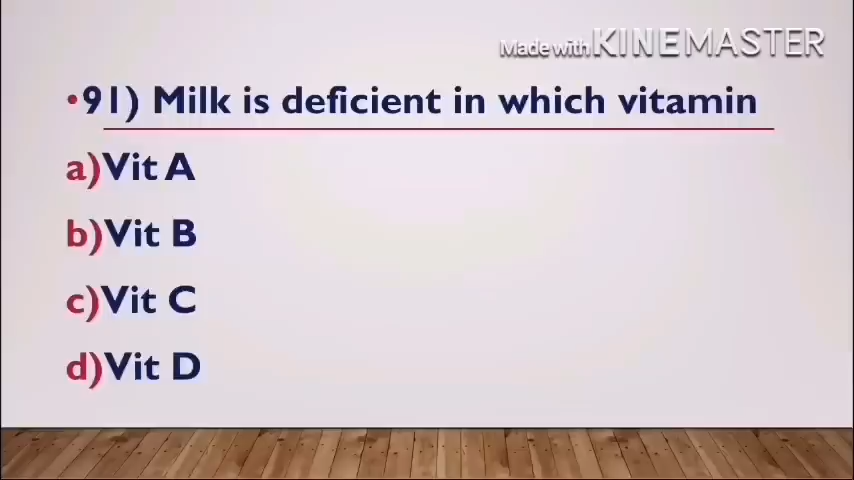 Made with KINEMASTER
•91) Milk is deficient in which vitamin
a)Vit A
b)Vit B
c)Vit C
d)Vit D